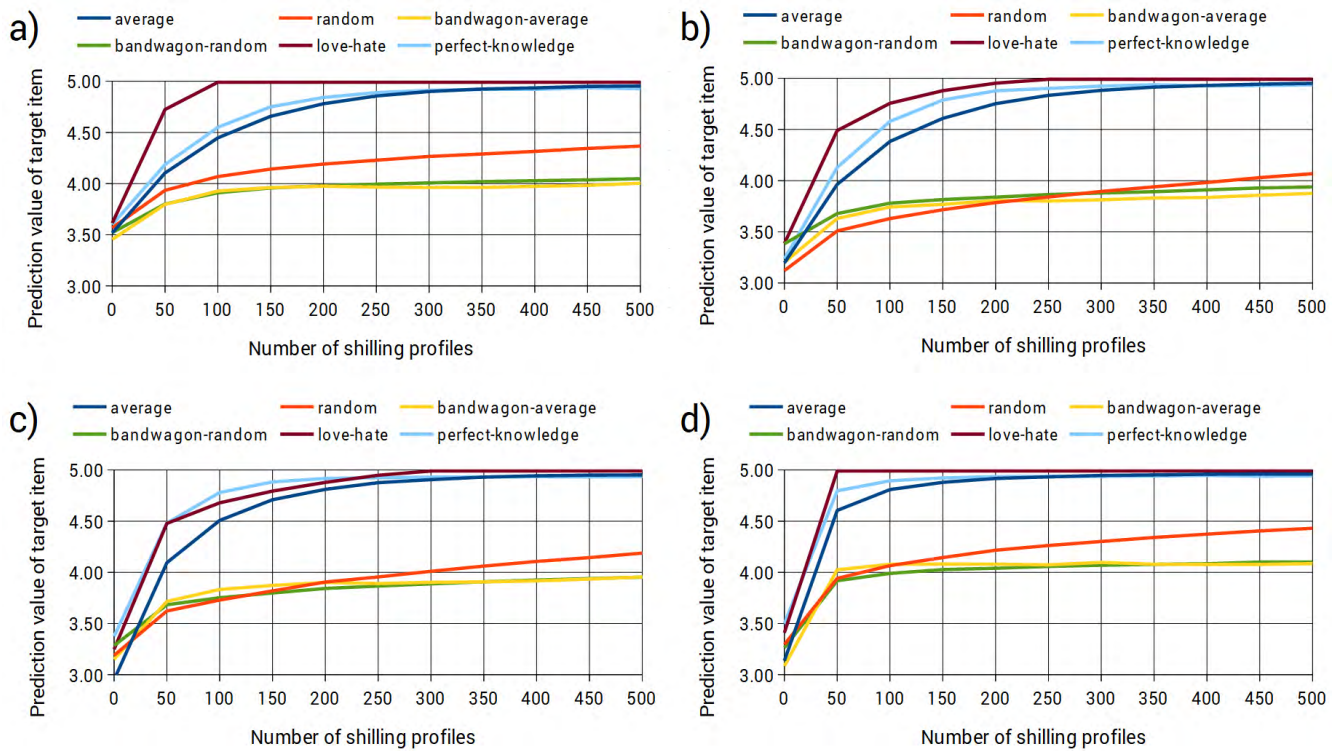 a)
average random bandwagon-average
bandwagon-random love-hate perfect-knowledge
Prediction value of target item
5.00
4.50
4.00
3.50
3.00
0 50 100 150 200 250 300 350 400 450 500
Number of shilling profiles
b)
average random bandwagon-average
bandwagon-random love-hate perfect-knowledge
Prediction value of target item
5.00
4.50
4.00
3.50
3.00
0 50 100 150 200 250 300 350 400 450 500
Number of shilling profiles
c)
average random bandwagon-average
bandwagon-random love-hate perfect-knowledge
Prediction value of target item
5.00
4.50
4.00
3.50
3.00
0 50 100 150 200 250 300 350 400 450 500
Number of shilling profiles
d)
average random bandwagon-average
bandwagon-random love-hate perfect-knowledge
Prediction value of target item
5.00
4.50
4.00
3.50
3.00
0 50 100 150 200 250 300 350 400 450 500
Number of shilling profiles